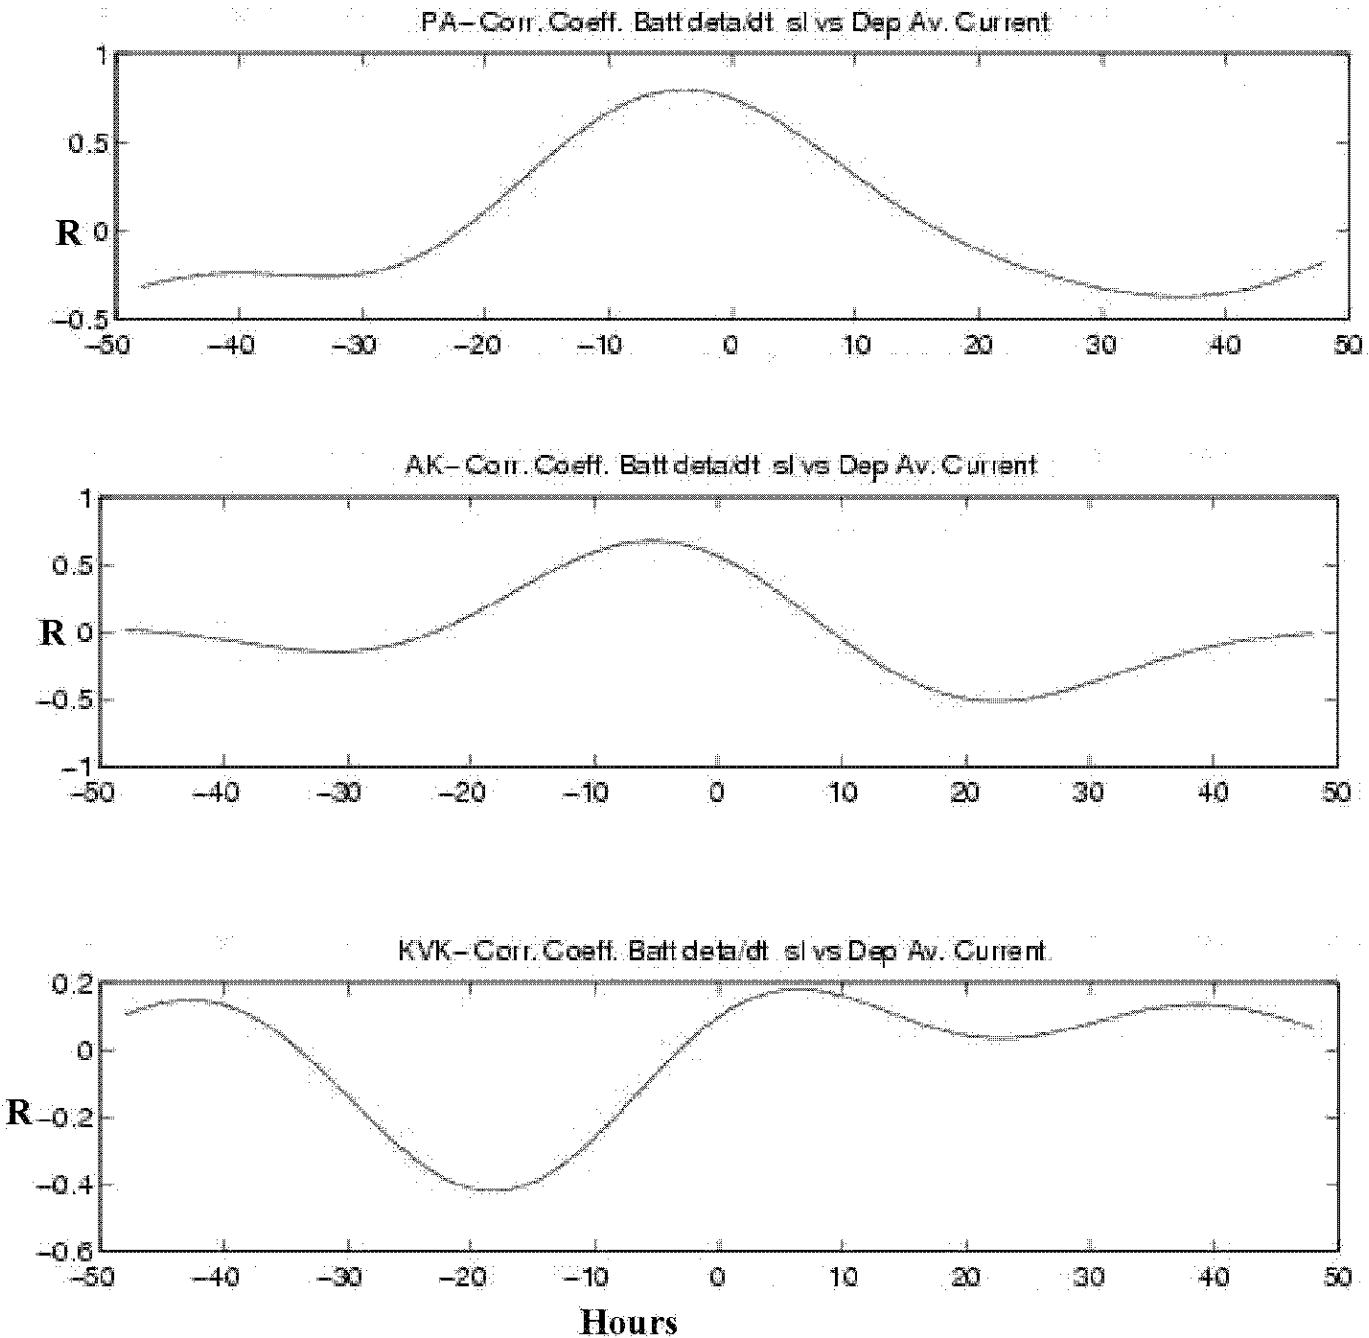 PA-Corr.Coeff. Batt deta/dt sl vs Dep Av. Current
1
0.5
R 0
-0.5
-50 -40 -30 -20 -10 0 10 20 30 40 50
AK-Corr.Coeff. Batt deta/dt sl vs Dep Av. Current
1
0.5
R 0
-0.5
-1
-50 -40 -30 -20 -10 0 10 20 30 40 50
KVK-Corr.Coeff. Batt deta/dt sl vs Dep Av. Current
0.2
0
R -0.2
-0.4
-0.6
-50 -40 -30 -20 -10 0 10 20 30 40 50
Hours